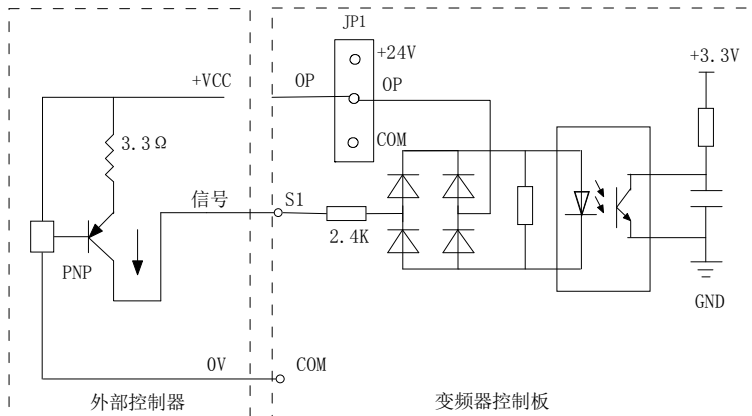 JP1
+24V
+3.3V
+VCC
OP
OP
3.3Ω
COM
信号
S1
2.4K
PNP
GND
0V
COM
外部控制器
变频器控制板